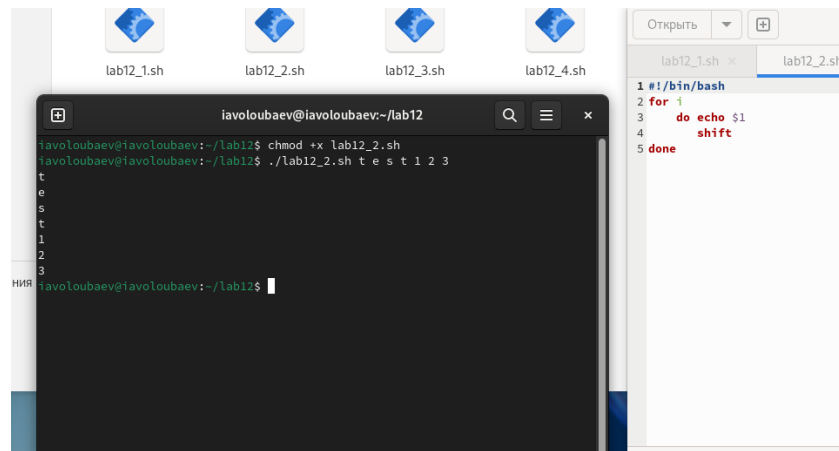 lab12_1.sh
lab12_2.sh
lab12_3.sh
lab12_4.sh
ния
iavoloubaev@iavoloubaev:~/lab12
iavoloubaev@iavoloubaev:~/lab12$ chmod +x lab12_2.sh
iavoloubaev@iavoloubaev:~/lab12$ ./lab12_2.sh t e s t 1 2 3
t
e
s
t
1
2
3
iavoloubaev@iavoloubaev:~/lab12$
Открыть
lab12_1.sh
lab12_2.sh
1 #!/bin/bash
2 for i
3     do echo $1
4        shift
5 done